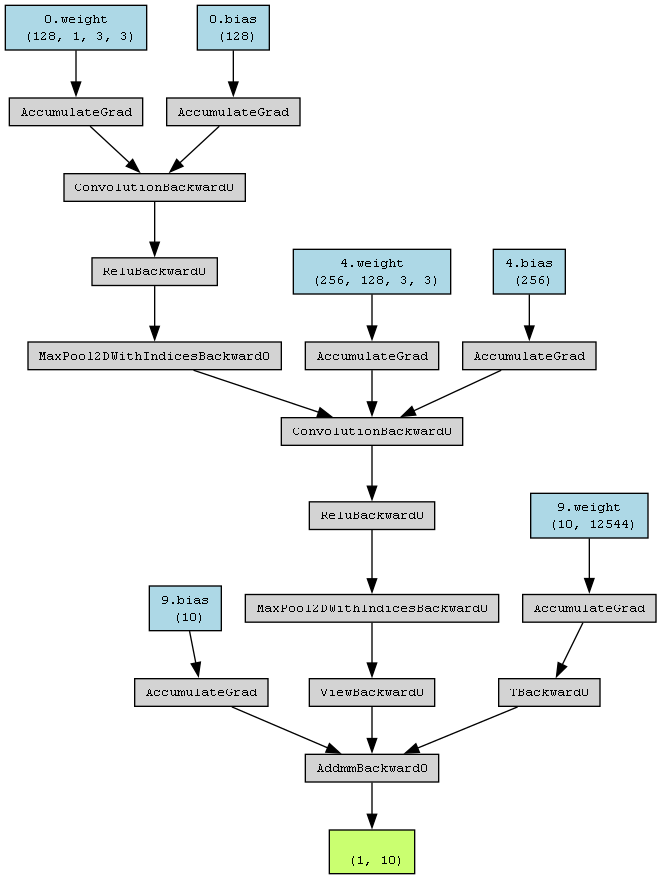 0.weight
(128, 1, 3, 3)
0.bias
(128)
AccumulateGrad
AccumulateGrad
ConvolutionBackward0
ReluBackward0
4.weight
(256, 128, 3, 3)
4.bias
(256)
MaxPool2DWithIndicesBackward0
AccumulateGrad
AccumulateGrad
ConvolutionBackward0
ReluBackward0
9.weight
(10, 12544)
9.bias
(10)
MaxPool2DWithIndicesBackward0
AccumulateGrad
AccumulateGrad
ViewBackward0
TBackward0
AddmmBackward0
(1, 10)